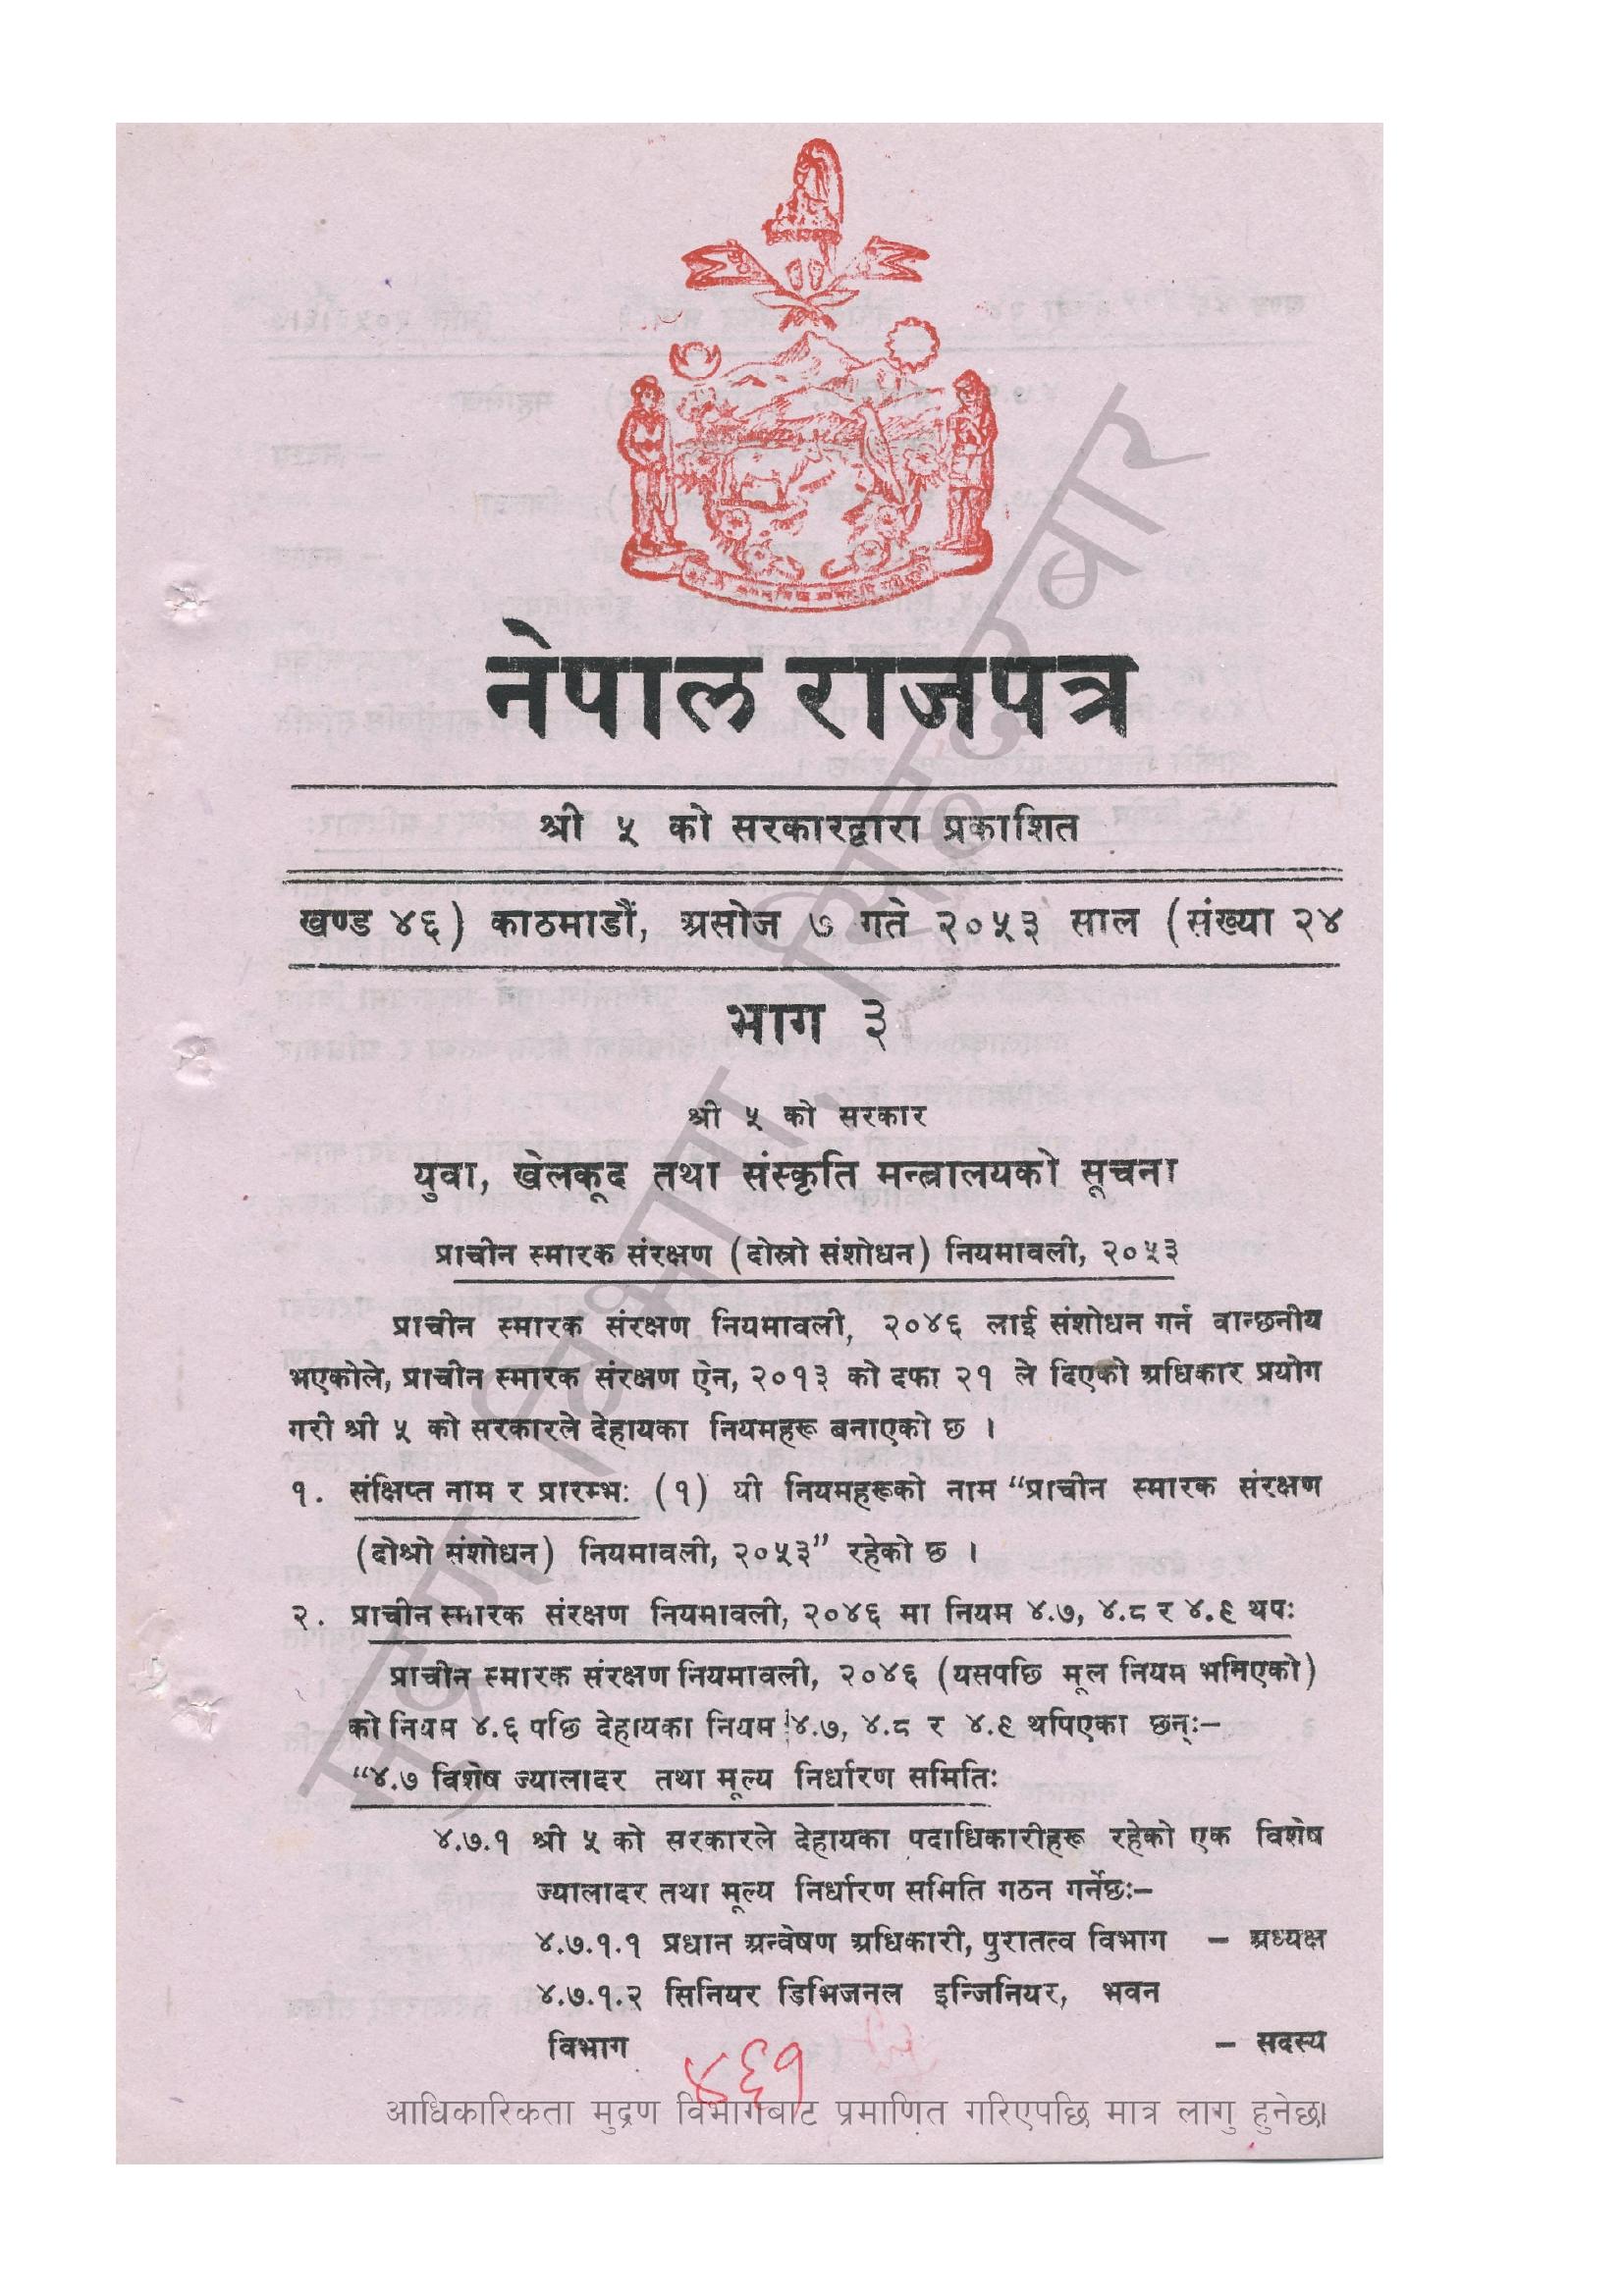 नेपाल राजपत्र
श्री ५ को सरकारद्वारा प्रकाशित
खण्ड ४६) काठमाडौं, असोज ७ गते २०५३ साल (संख्या २४
भाग ३
श्री ५ को सरकार
युवा, खेलकूद तथा संस्कृति मन्त्रालयको सूचना
प्राचीन स्मारक संरक्षण (दोस्रो संशोधन) नियमावली, २०५३
प्राचीन स्मारक संरक्षण नियमावली, २०४६ लाई संशोधन गर्न वान्छनीय
भएकोले, प्राचीन स्मारक संरक्षण ऐन, २०१३ को दफा २१ ले दिएको अधिकार प्रयोग
गरी श्री ५ को सरकारले देहायका नियमहरू बनाएको छ ।
१. संक्षिप्त नाम र प्रारम्भः (१) यी नियमहरूको नाम “प्राचीन स्मारक संरक्षण
(दोश्रो संशोधन) नियमावली, २०५३” रहेको छ ।
२. प्राचीन स्मारक संरक्षण नियमावली, २०४६ मा नियम ४.७, ४.८ र ४.९ थपः
प्राचीन स्मारक संरक्षण नियमावली, २०४६ (यसपछि मूल नियम भनिएको)
को नियम ४.६ पछि देहायका नियम ४.७, ४.८ र ४.९ थपिएका छन्ः–
“४.७ विशेष ज्यालादर तथा मूल्य निर्धारण समितिः
४.७.१ श्री ५ को सरकारले देहायका पदाधिकारीहरू रहेको एक विशेष
ज्यालादर तथा मूल्य निर्धारण समिति गठन गर्नेछः–
४.७.१.१ प्रधान अन्वेषण अधिकारी, पुरातत्व विभाग – अध्यक्ष
४.७.१.२ सिनियर डिभिजनल इन्जिनियर, भवन
विभाग – सदस्य
४६१
आधिकारिकता मुद्रण विभागबाट प्रमाणित गरिएपछि मात्र लागु हुनेछ।
मुद्रण विभाग, सिंहदरबार